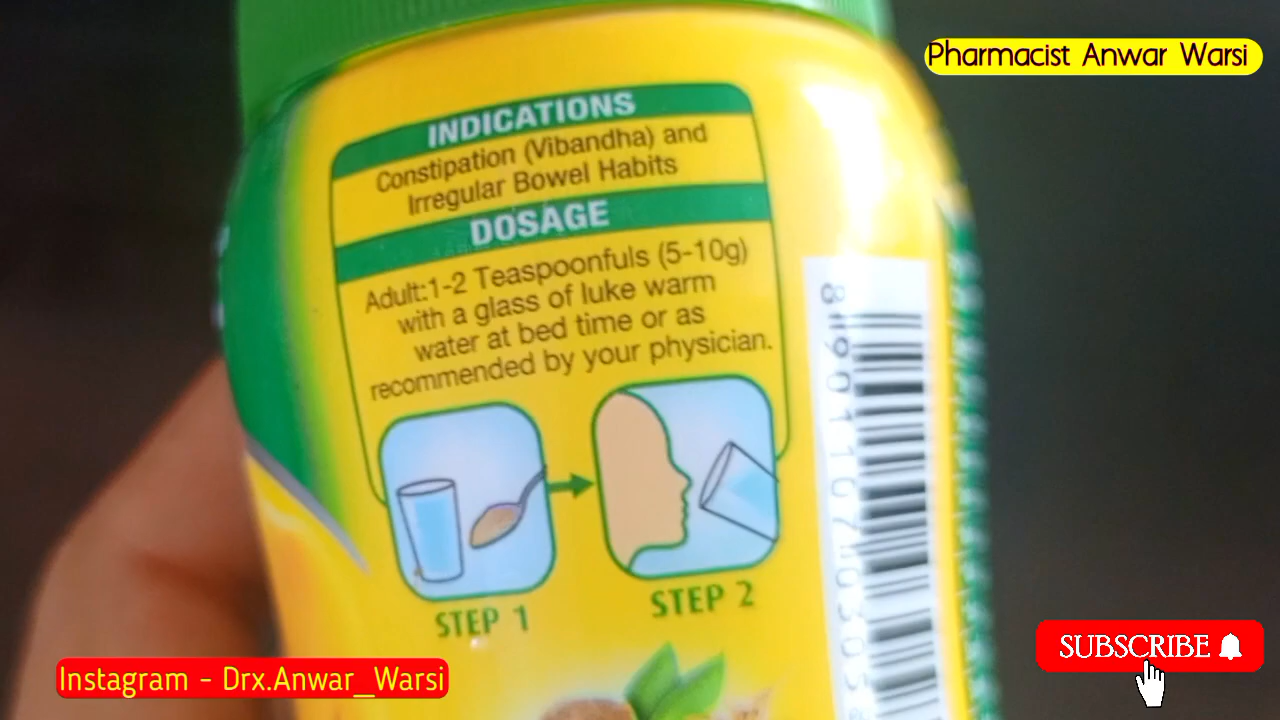 Pharmacist Anwar Warsi
INDICATIONS
Constipation (Vibandha) and
Irregular Bowel Habits
DOSAGE
Adult:1-2 Teaspoonfuls (5-10g)
with a glass of luke warm
water at bed time or as
recommended by your physician.
STEP 1
STEP 2
Instagram - Drx.Anwar_Warsi
SUBSCRIBE